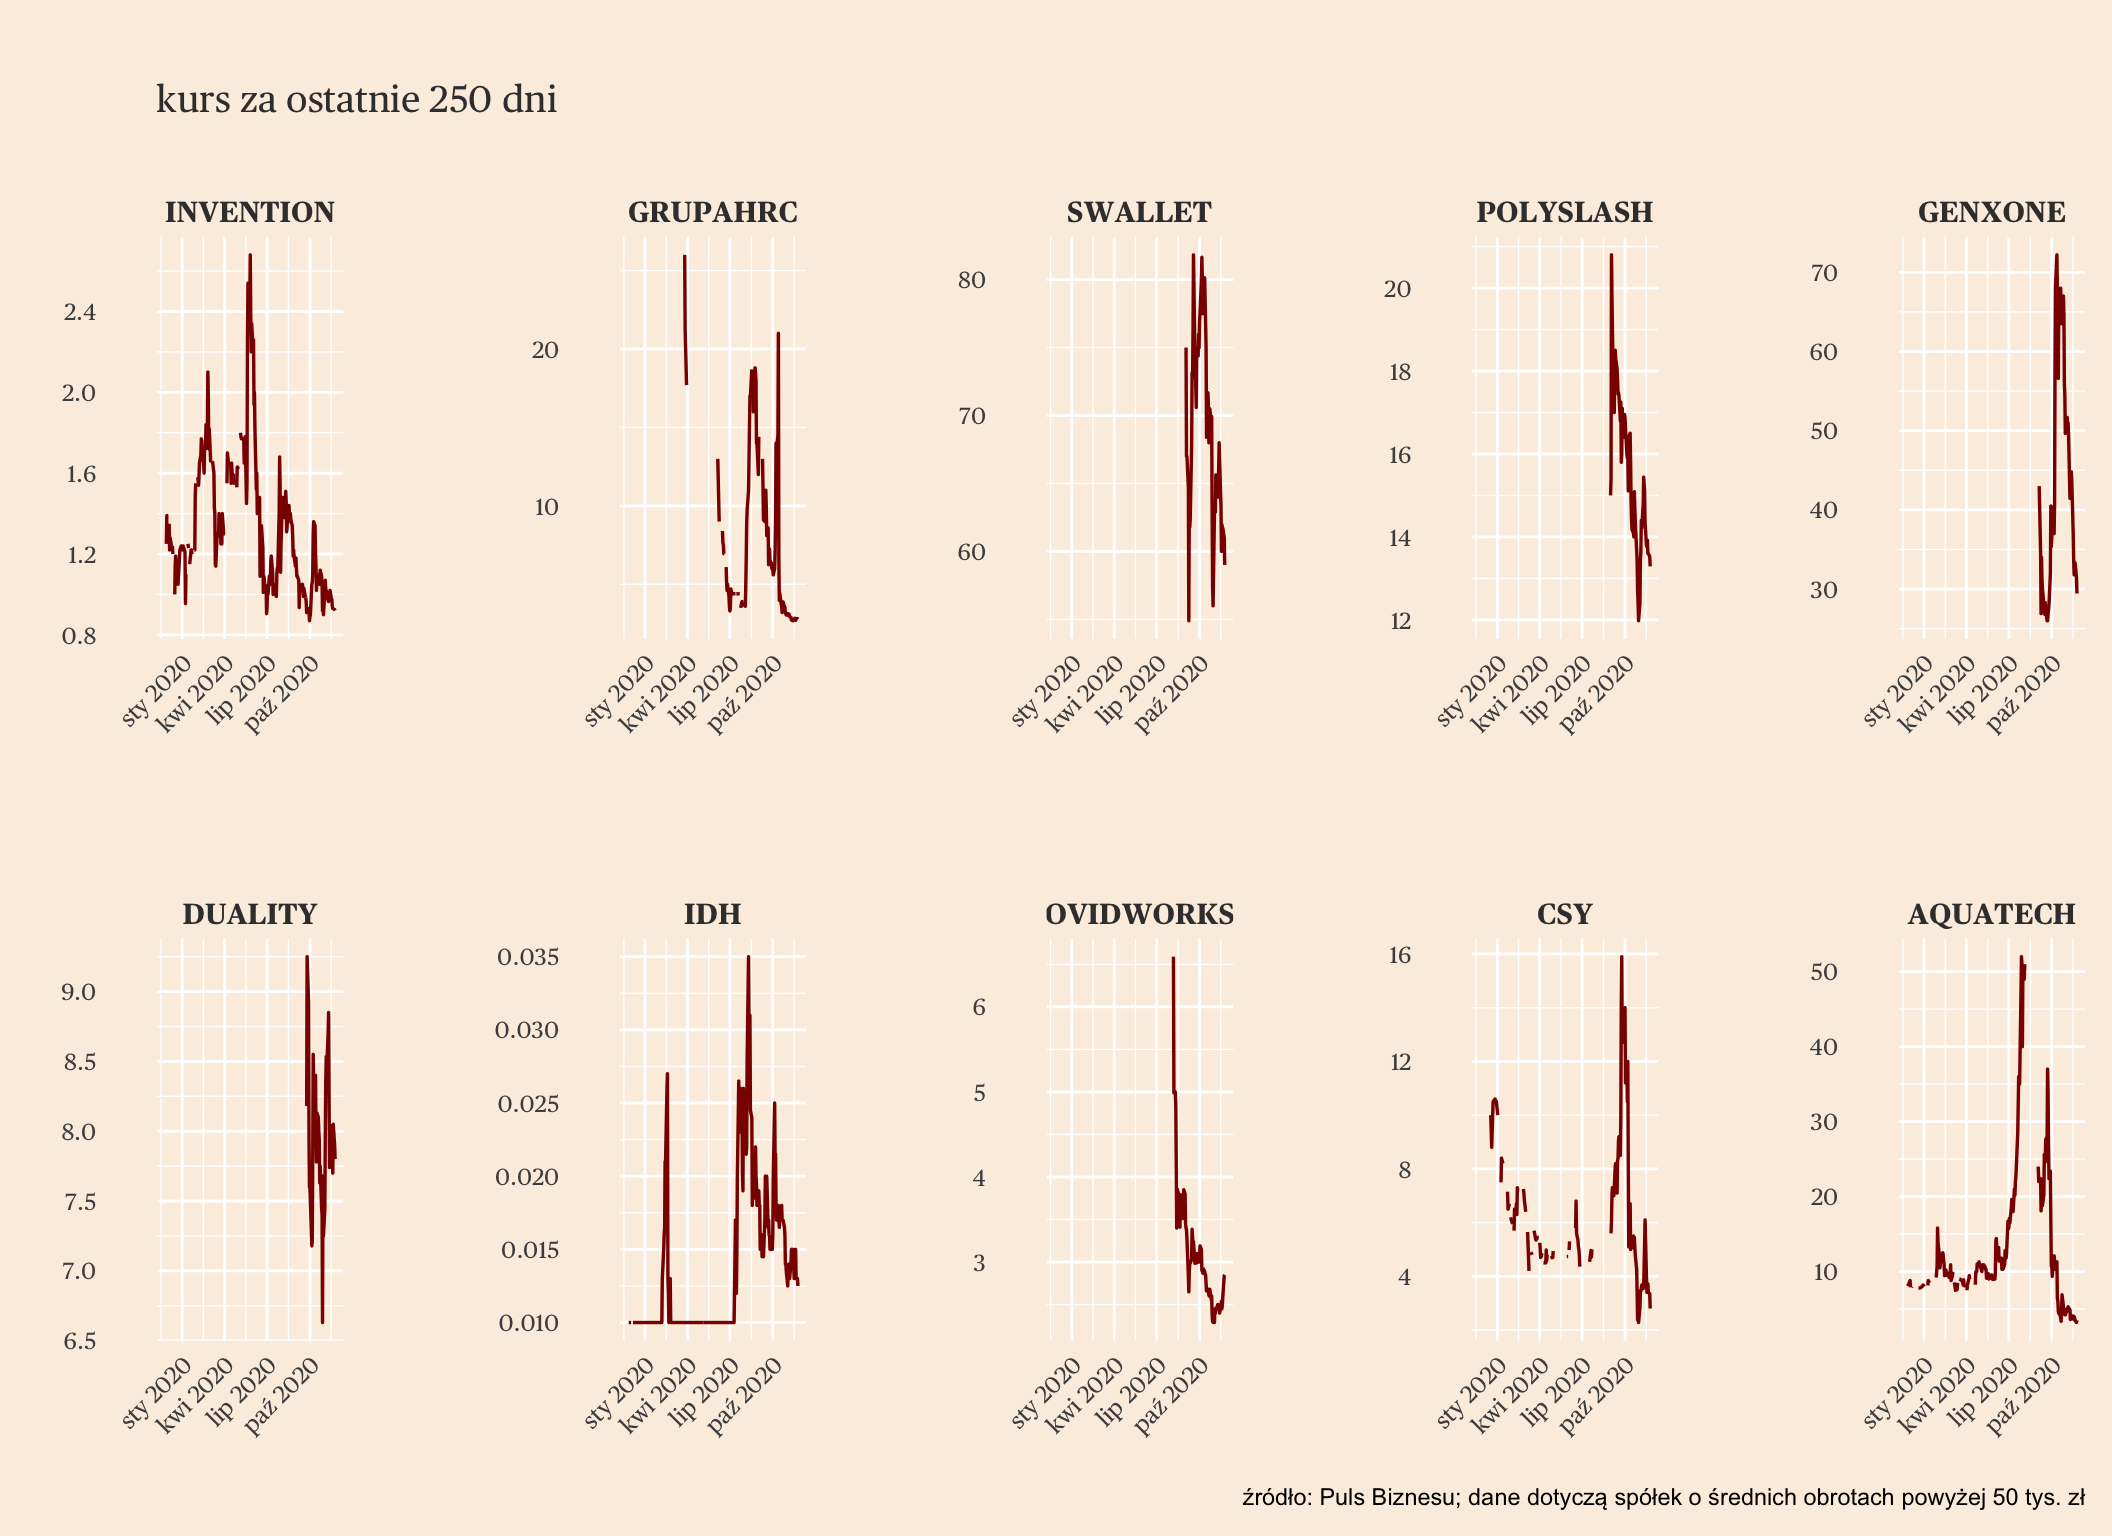 kurs za ostatnie 250 dni
INVENTION
GRUPAHRC
SWALLET
POLYSLASH
GENXONE
2.4
2.0
1.6
1.2
0.8
20
10
80
70
60
20
18
16
14
12
70
60
50
40
30
sty 2020
kwi 2020
lip 2020
paź 2020
sty 2020
kwi 2020
lip 2020
paź 2020
sty 2020
kwi 2020
lip 2020
paź 2020
sty 2020
kwi 2020
lip 2020
paź 2020
sty 2020
kwi 2020
lip 2020
paź 2020
DUALITY
IDH
OVIDWORKS
CSY
AQUATECH
9.0
8.5
8.0
7.5
7.0
6.5
0.035
0.030
0.025
0.020
0.015
0.010
6
5
4
3
16
12
8
4
50
40
30
20
10
sty 2020
kwi 2020
lip 2020
paź 2020
sty 2020
kwi 2020
lip 2020
paź 2020
sty 2020
kwi 2020
lip 2020
paź 2020
sty 2020
kwi 2020
lip 2020
paź 2020
sty 2020
kwi 2020
lip 2020
paź 2020
źródło: Puls Biznesu; dane dotyczą spółek o średnich obrotach powyżej 50 tys. zł